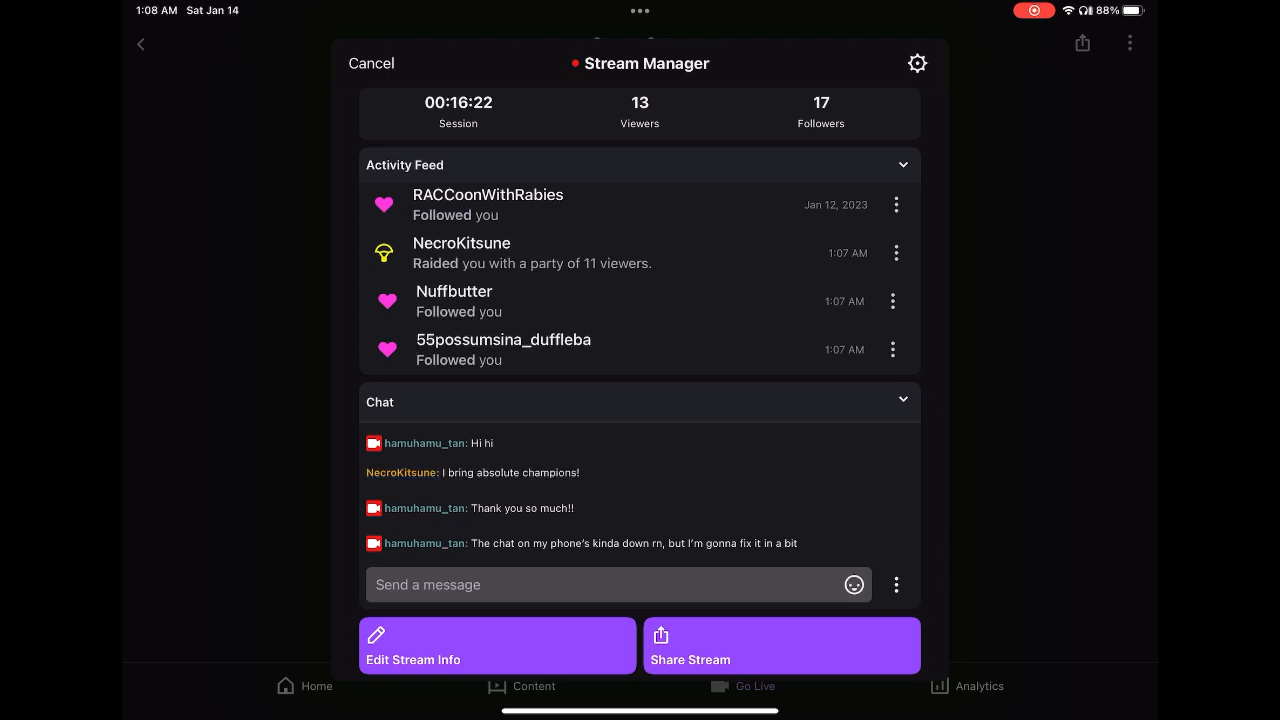 1:08 AM Sat Jan 14
88%
Cancel
Stream Manager
00:16:22
Session
13
Viewers
17
Followers
Activity Feed
RACCoonWithRabies
Followed you
Jan 12, 2023
NecroKitsune
Raided you with a party of 11 viewers.
1:07 AM
Nuffbutter
Followed you
1:07 AM
55possumsina_duffleba
Followed you
1:07 AM
Chat
hamuhamu_tan: Hi hi
NecroKitsune: I bring absolute champions!
hamuhamu_tan: Thank you so much!!
hamuhamu_tan: The chat on my phone’s kinda down rn, but I’m gonna fix it in a bit
Send a message
Edit Stream Info
Share Stream
Home
Content
Go Live
Analytics